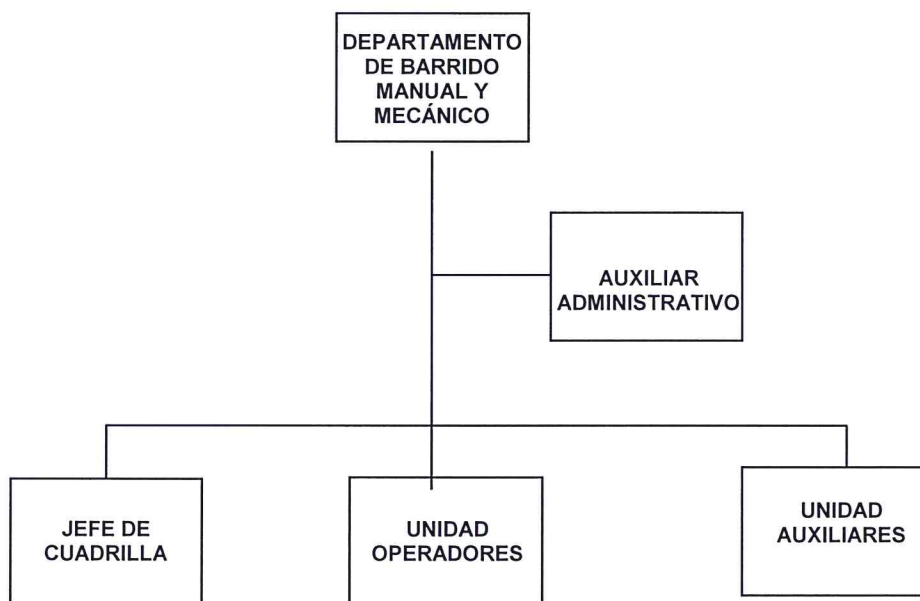 DEPARTAMENTO
DE BARRIDO
MANUAL Y
MECÁNICO
AUXILIAR
ADMINISTRATIVO
JEFE DE
CUADRILLA
UNIDAD
OPERADORES
UNIDAD
AUXILIARES